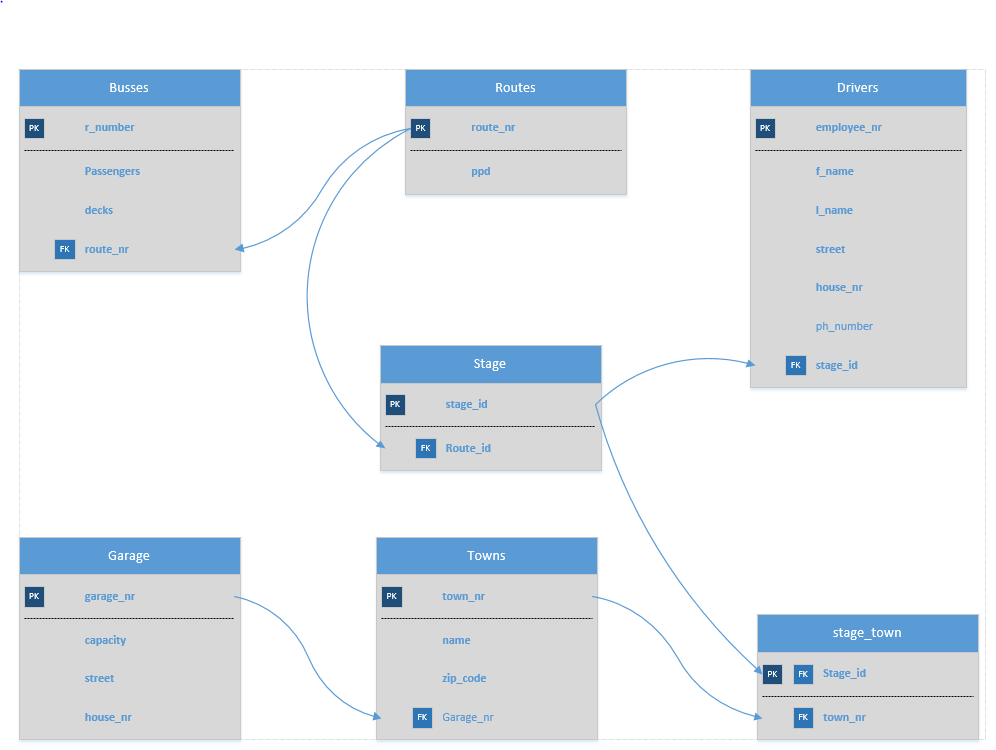 Busses
PK r_number
Passengers
decks
FK route_nr
Routes
PK route_nr
ppd
Drivers
PK employee_nr
f_name
l_name
street
house_nr
ph_number
FK stage_id
Stage
PK stage_id
FK Route_id
Garage
PK garage_nr
capacity
street
house_nr
Towns
PK town_nr
name
zip_code
FK Garage_nr
stage_town
PK FK Stage_id
FK town_nr